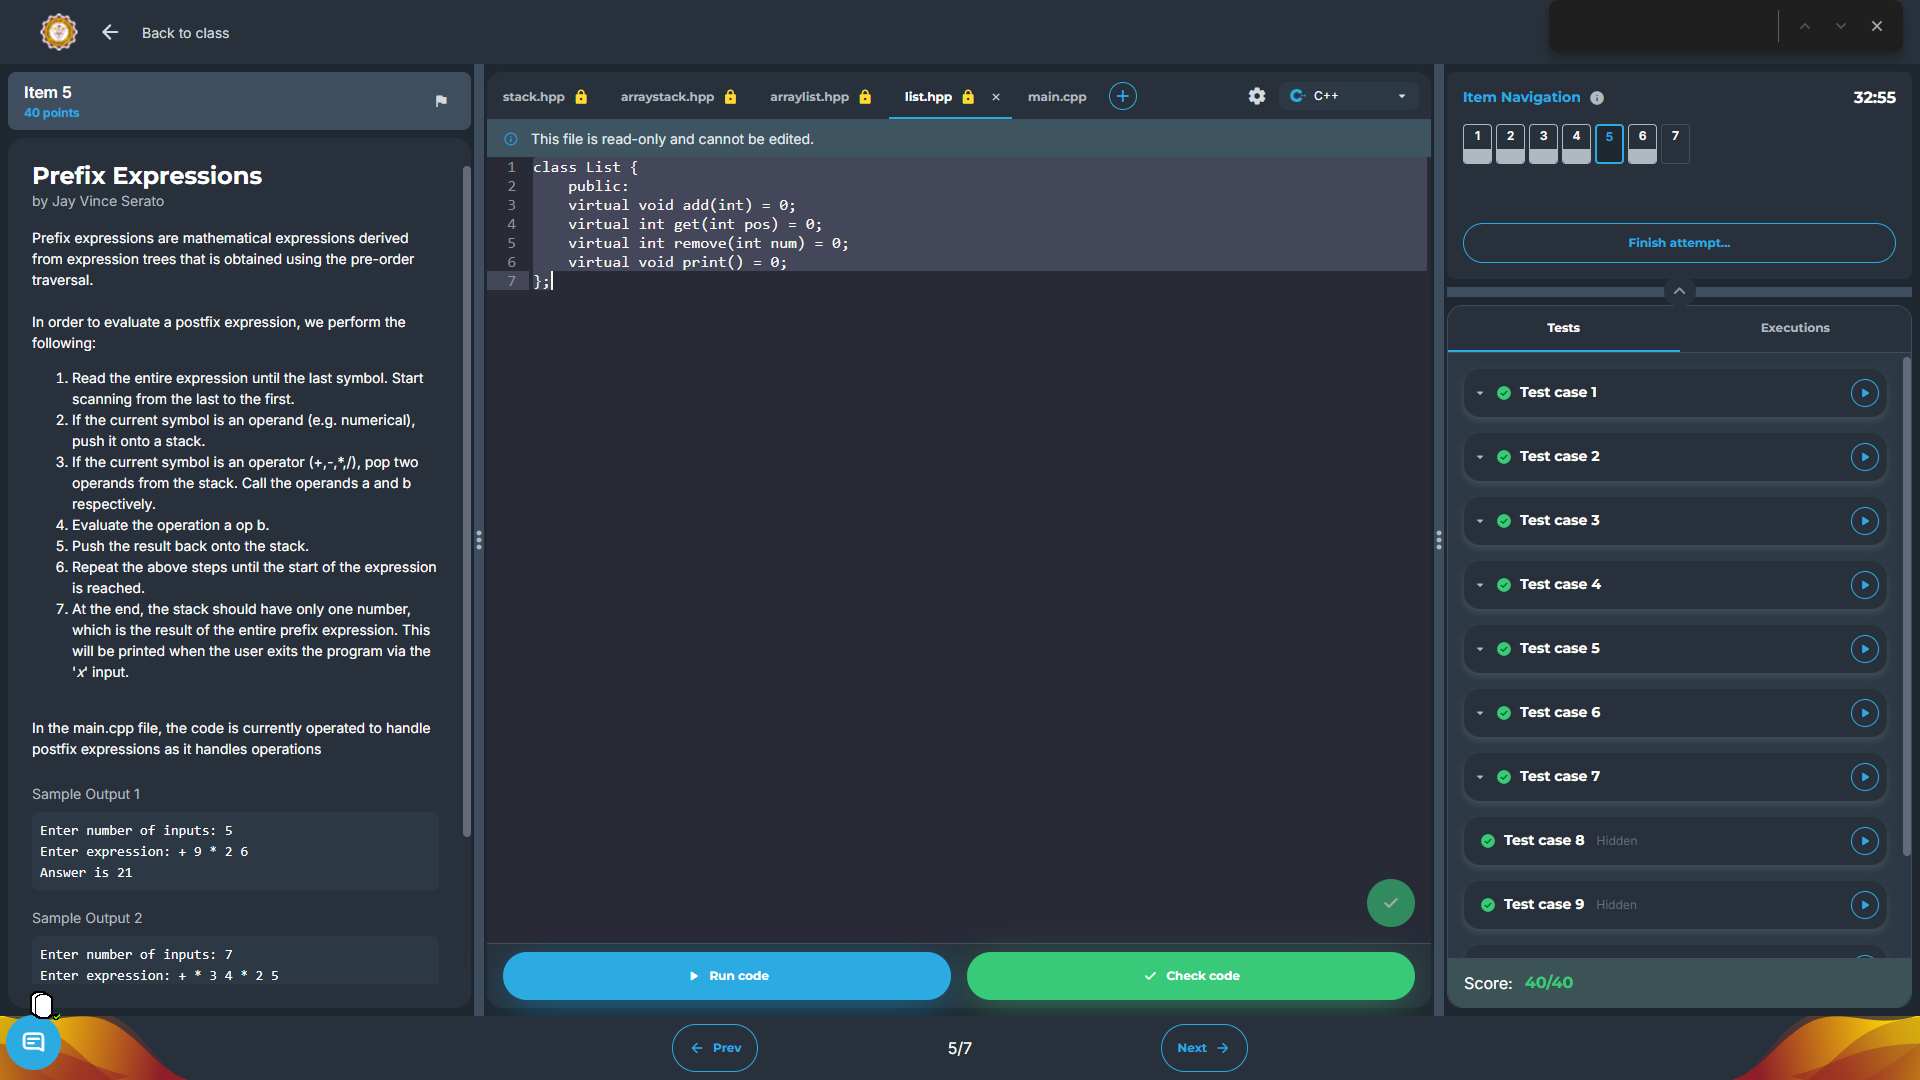 Back to class
Item 5
40 points
Prefix Expressions
by Jay Vince Serato
Prefix expressions are mathematical expressions derived
from expression trees that is obtained using the pre-order
traversal.
In order to evaluate a postfix expression, we perform the
following:
1. Read the entire expression until the last symbol. Start
scanning from the last to the first.
2. If the current symbol is an operand (e.g. numerical),
push it onto a stack.
3. If the current symbol is an operator (+,-,*,/), pop two
operands from the stack. Call the operands a and b
respectively.
4. Evaluate the operation a op b.
5. Push the result back onto the stack.
6. Repeat the above steps until the start of the expression
is reached.
7. At the end, the stack should have only one number,
which is the result of the entire prefix expression. This
will be printed when the user exits the program via the
'x' input.
In the main.cpp file, the code is currently operated to handle
postfix expressions as it handles operations
Sample Output 1
Enter number of inputs: 5
Enter expression: + 9 * 2 6
Answer is 21
Sample Output 2
Enter number of inputs: 7
Enter expression: + * 3 4 * 2 5
stack.hpp
arraystack.hpp
arraylist.hpp
list.hpp
main.cpp
C++
This file is read-only and cannot be edited.
1 class List {
2 public:
3 virtual void add(int) = 0;
4 virtual int get(int pos) = 0;
5 virtual int remove(int num) = 0;
6 virtual void print() = 0;
7 };
Run code
Check code
Prev
5/7
Next
Item Navigation
32:55
1 2 3 4 5 6 7
Finish attempt...
Tests
Executions
Test case 1
Test case 2
Test case 3
Test case 4
Test case 5
Test case 6
Test case 7
Test case 8 Hidden
Test case 9 Hidden
Score: 40/40